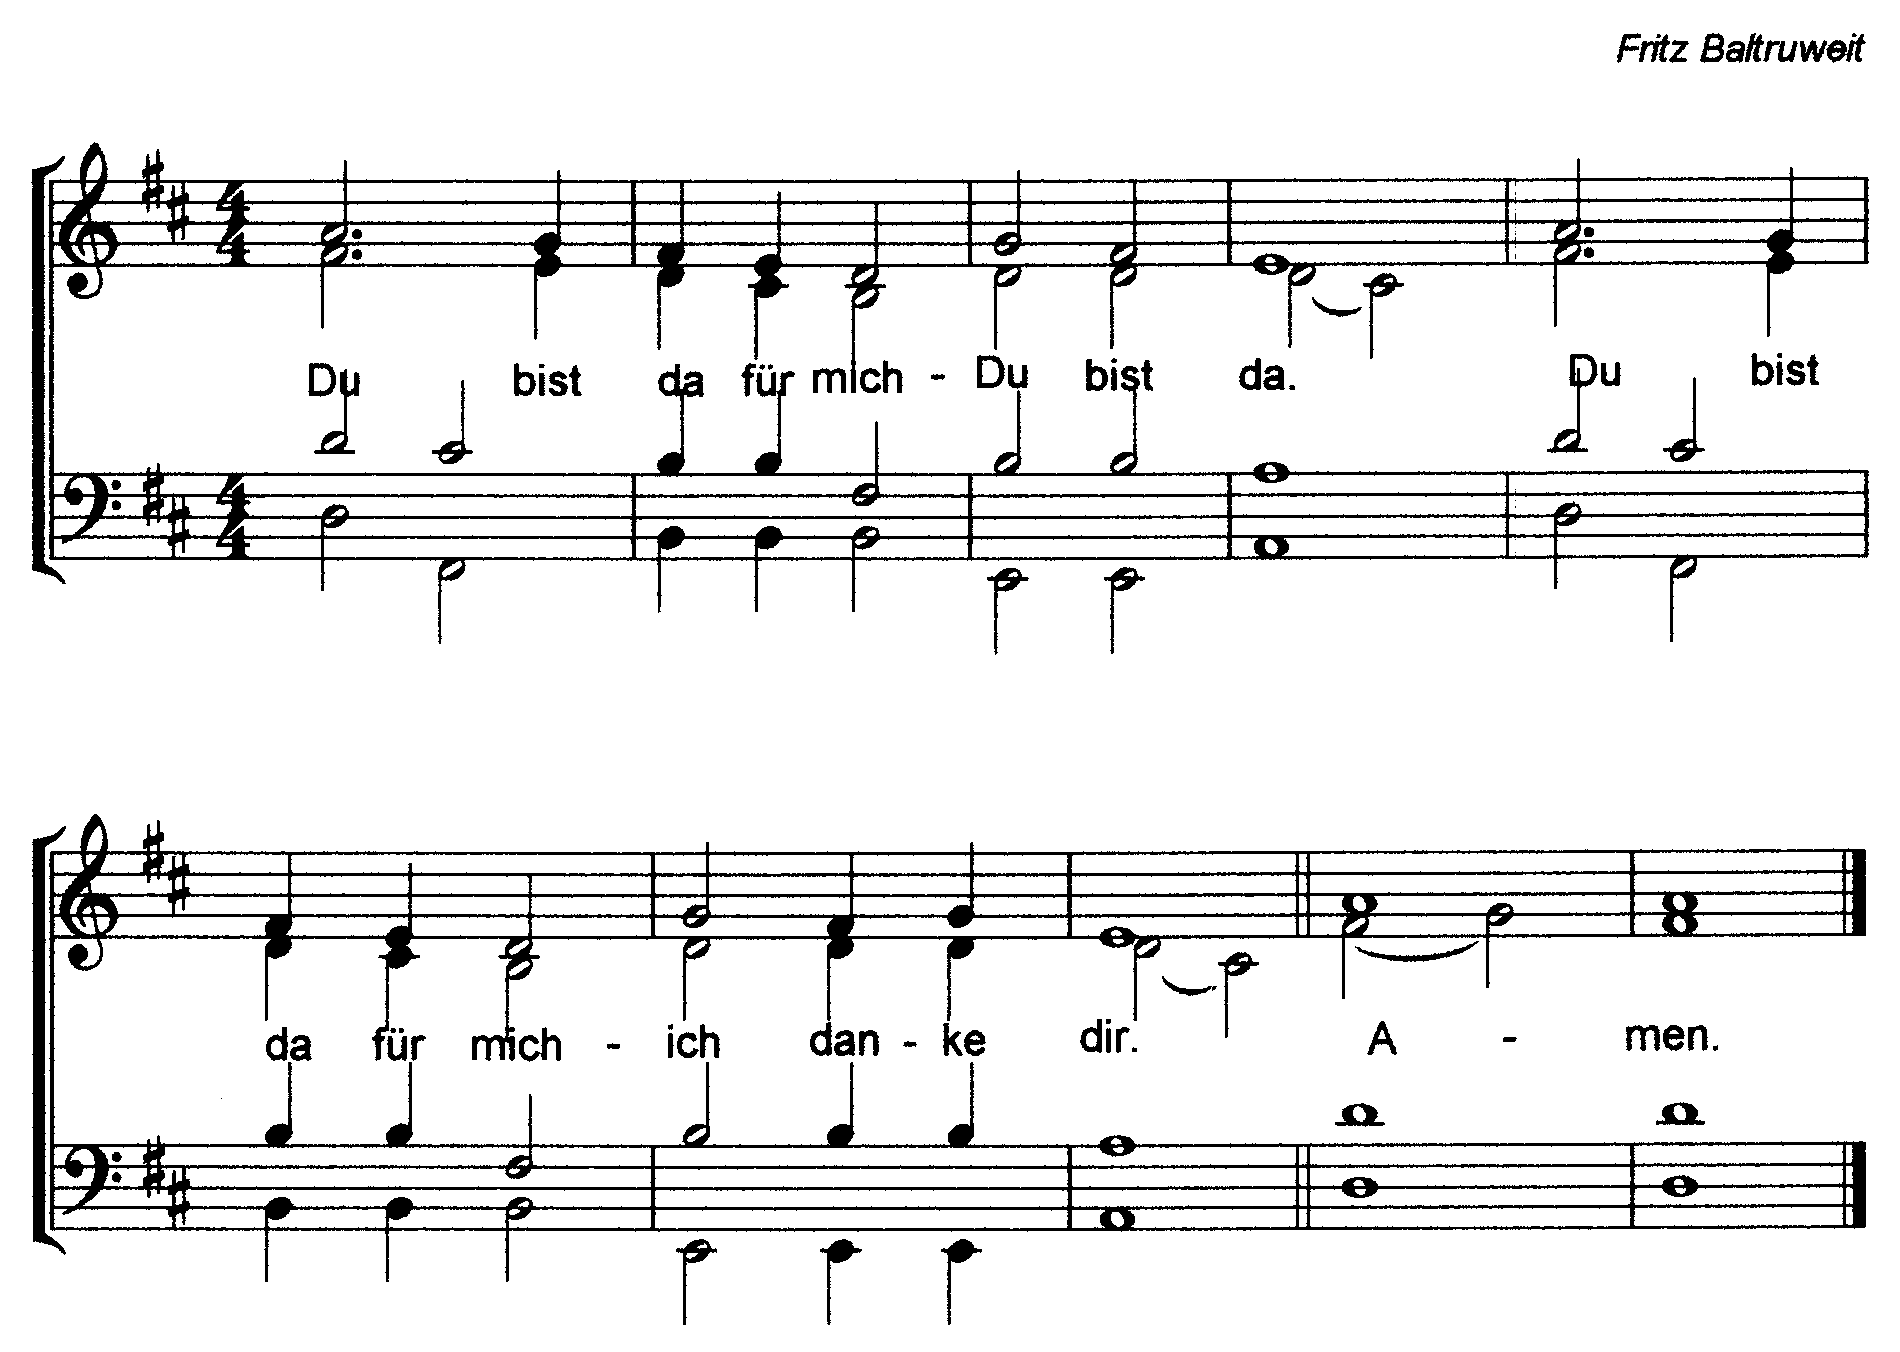 Fritz Baltruweit
Du bist da für mich - Du bist da. Du bist
da für mich - ich dan - ke dir. A - men.